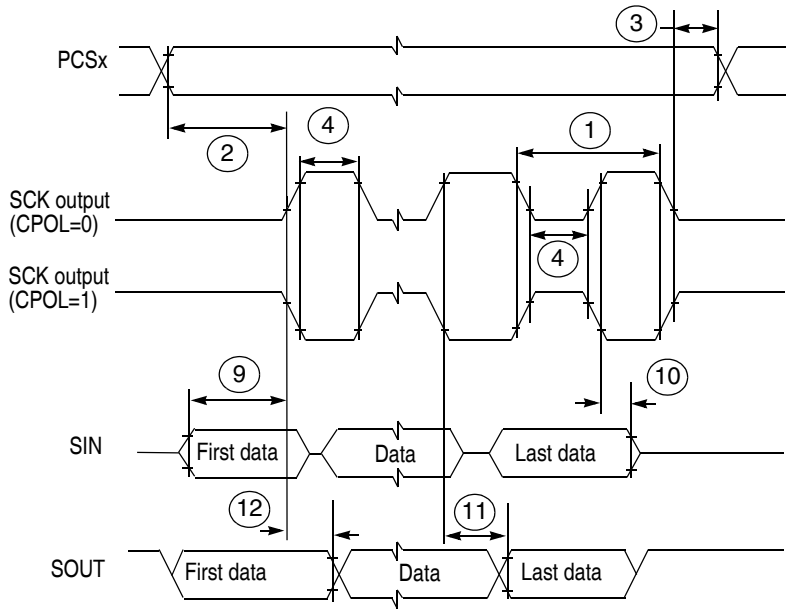 3
PCSx
2
4
1
SCK output
(CPOL=0)
4
SCK output
(CPOL=1)
9
10
SIN
First data
Data
Last data
12
11
SOUT
First data
Data
Last data